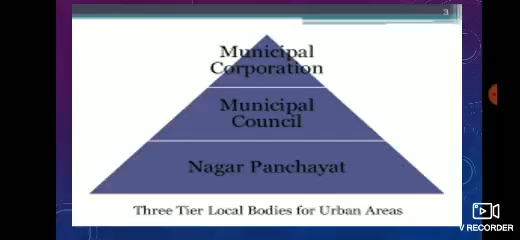 3
Municipal
Corporation
Municipal
Council
Nagar Panchayat
Three Tier Local Bodies for Urban Areas
V RECORDER